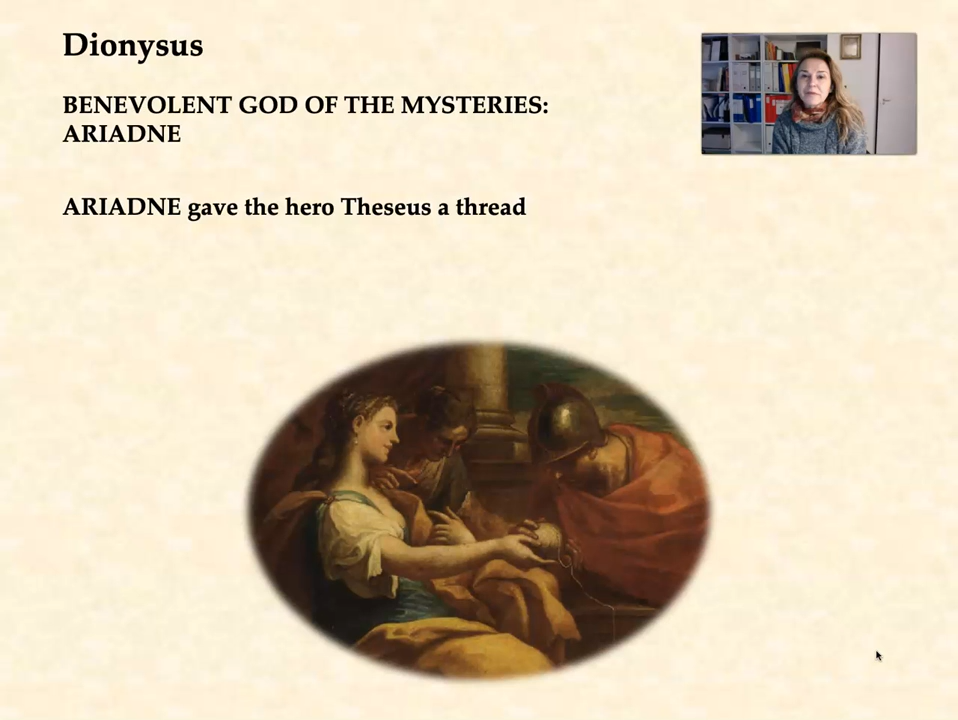 Dionysus
BENEVOLENT GOD OF THE MYSTERIES:
ARIADNE
ARIADNE gave the hero Theseus a thread